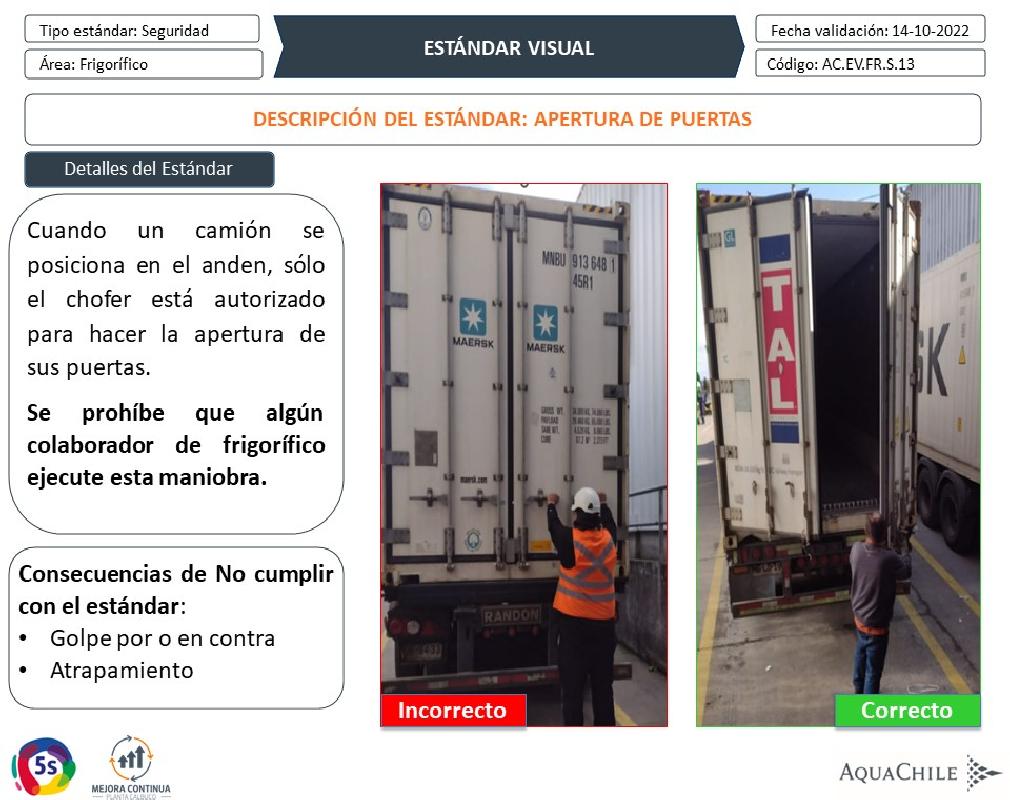 Tipo estándar: Seguridad
ESTÁNDAR VISUAL
Fecha validación: 14-10-2022
Área: Frigorífico
Código: AC.EV.FR.S.13
DESCRIPCIÓN DEL ESTÁNDAR: APERTURA DE PUERTAS
Detalles del Estándar
Cuando un camión se
posiciona en el anden, sólo
el chofer está autorizado
para hacer la apertura de
sus puertas.
Se prohíbe que algún
colaborador de frigorífico
ejecute esta maniobra.
Consecuencias de No cumplir
con el estándar:
• Golpe por o en contra
• Atrapamiento
MNBU 913 648 1
45R1
MAERSK
MAERSK
maersk.com
RANDON
Incorrecto
TAL
SK
Correcto
5s
MEJORA CONTINUA
PLANTA CALBUCO
AQUACHILE